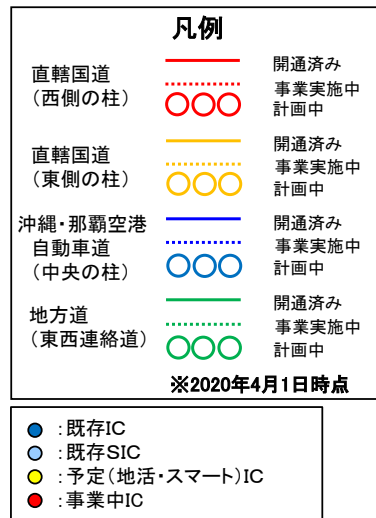 凡例
直轄国道
(西側の柱)
開通済み
事業実施中
計画中
直轄国道
(東側の柱)
開通済み
事業実施中
計画中
沖縄・那覇空港
自動車道
(中央の柱)
開通済み
事業実施中
計画中
地方道
(東西連絡道)
開通済み
事業実施中
計画中
※2020年4月1日時点
:既存IC
:既存SIC
:予定(地活・スマート)IC
:事業中IC